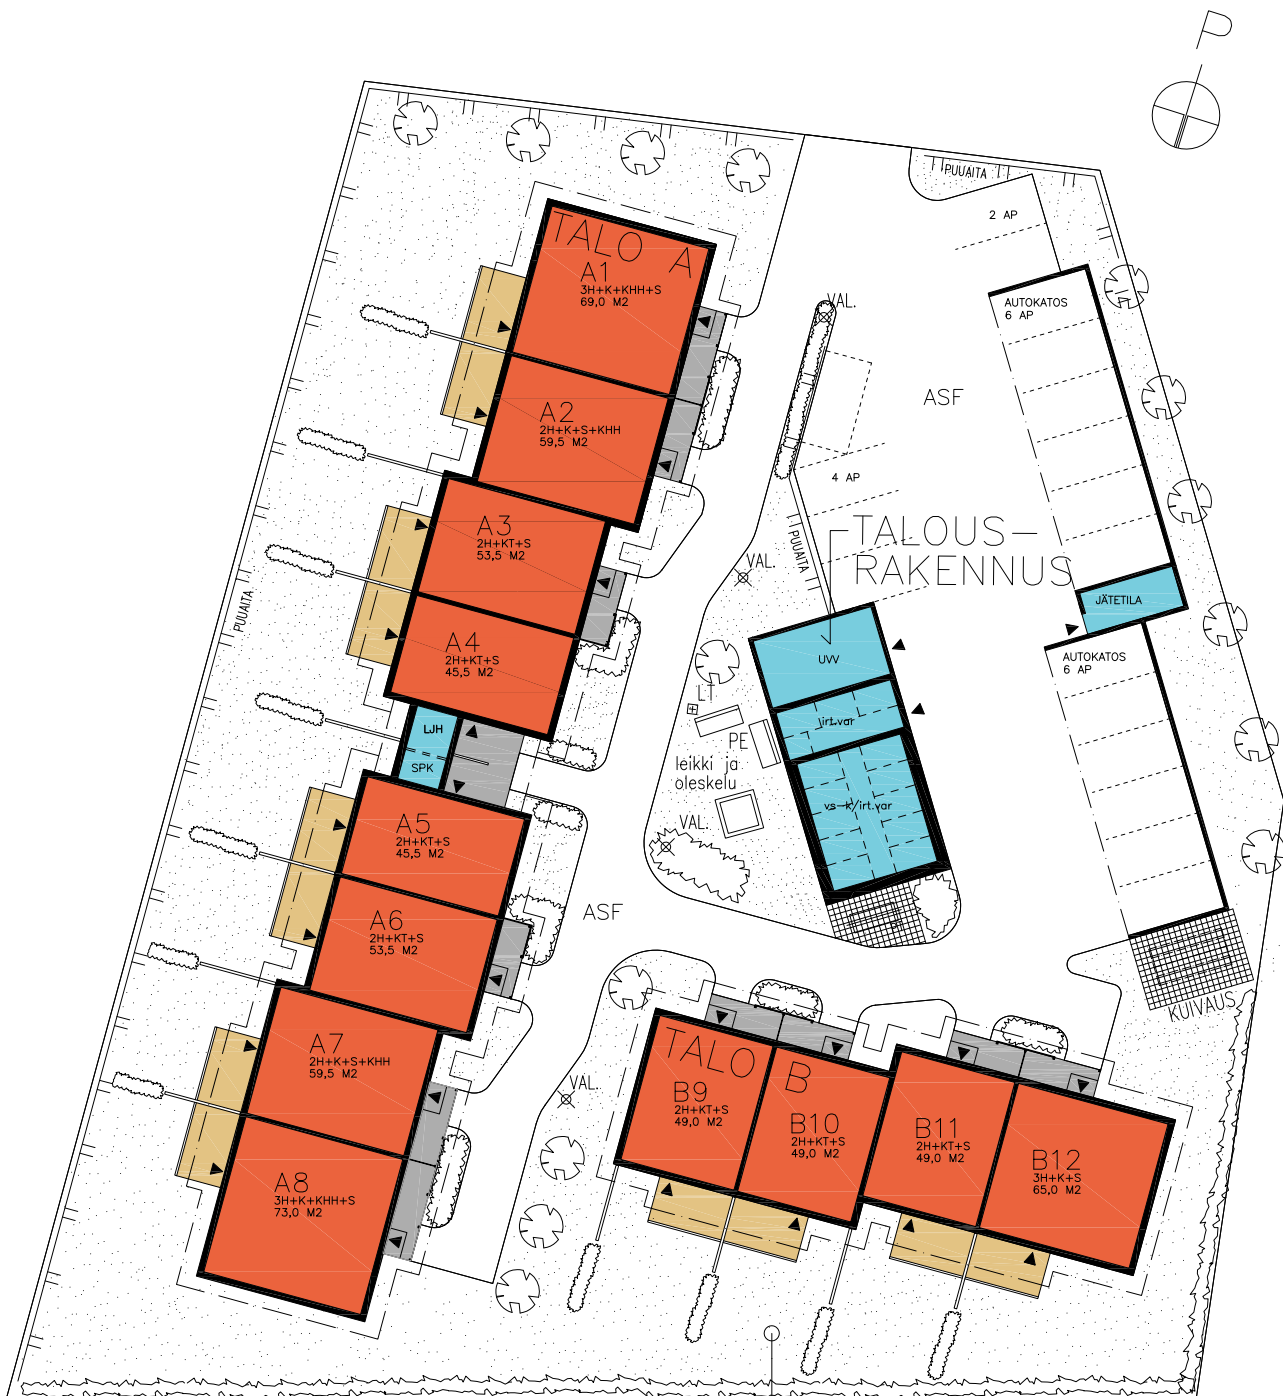 P
PUUAITA
2 AP
TALO A
A1
3H+K+KHH+S
69,0 M2
VAL.
AUTOKATOS
6 AP
A2
2H+K+S+KHH
59,5 M2
ASF
4 AP
A3
2H+KT+S
53,5 M2
TALOUS-
RAKENNUS
PUUAITA
VAL.
PUUAITA
JÄTETILA
A4
2H+KT+S
45,5 M2
UVV
AUTOKATOS
6 AP
LT
irt.var
LJH
PE
SPK
leikki ja
oleskelu
vs-k/irt.var
A5
2H+KT+S
45,5 M2
VAL.
A6
2H+KT+S
53,5 M2
ASF
KUIVAUS
A7
2H+K+S+KHH
59,5 M2
TALO B
VAL.
B9
2H+KT+S
49,0 M2
B10
2H+KT+S
49,0 M2
B11
2H+KT+S
49,0 M2
B12
3H+K+S
65,0 M2
A8
3H+K+KHH+S
73,0 M2